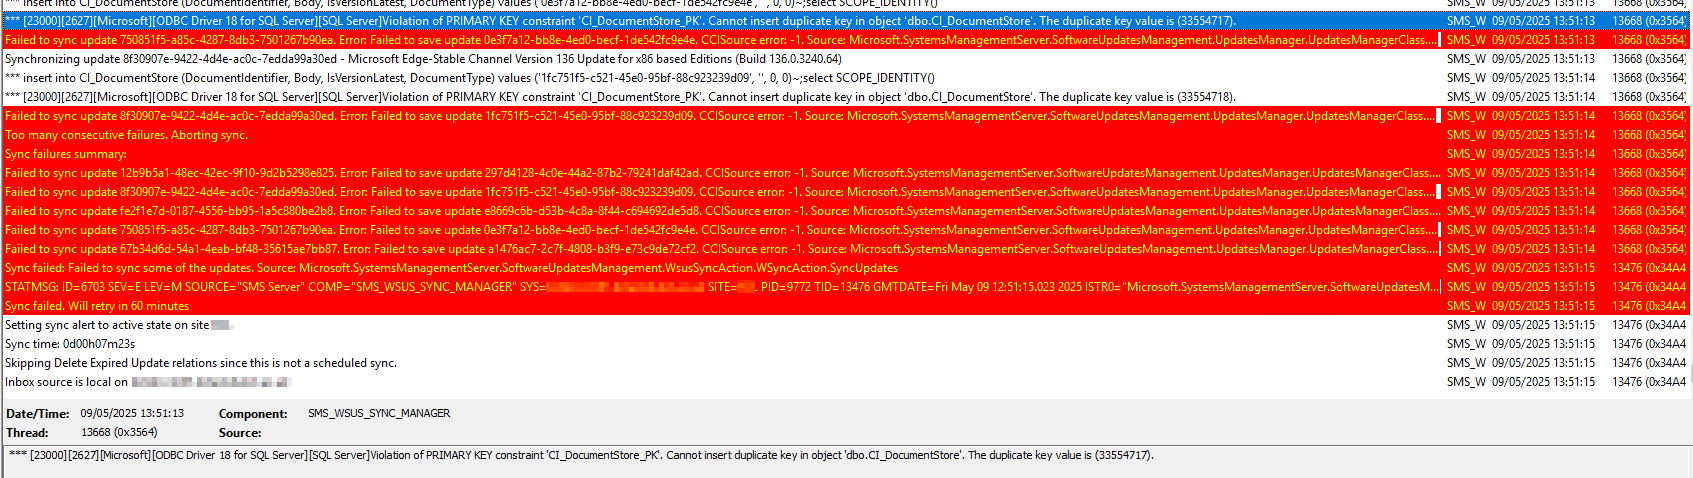 *** insert into CI_DocumentStore (DocumentIdentifier, Body, IsVersionLatest, DocumentType) values ('0e3f7a12-bb8e-4ed0-becf-1de542fc9e4e', '', 0, 0)~;select SCOPE_IDENTITY() SMS_W 09/05/2025 13:51:13 13668 (0x3564)
*** [23000][2627][Microsoft][ODBC Driver 18 for SQL Server][SQL Server]Violation of PRIMARY KEY constraint 'CI_DocumentStore_PK'. Cannot insert duplicate key in object 'dbo.CI_DocumentStore'. The duplicate key value is (33554717). SMS_W 09/05/2025 13:51:13 13668 (0x3564)
Failed to sync update 750851f5-a85c-4287-8db3-7501267b90ea. Error: Failed to save update 0e3f7a12-bb8e-4ed0-becf-1de542fc9e4e. CCISource error: -1. Source: Microsoft.SystemsManagementServer.SoftwareUpdatesManagement.UpdatesManager.UpdatesManagerClass.... SMS_W 09/05/2025 13:51:13 13668 (0x3564)
Synchronizing update 8f30907e-9422-4d4e-ac0c-7edda99a30ed - Microsoft Edge-Stable Channel Version 136 Update for x86 based Editions (Build 136.0.3240.64) SMS_W 09/05/2025 13:51:13 13668 (0x3564)
*** insert into CI_DocumentStore (DocumentIdentifier, Body, IsVersionLatest, DocumentType) values ('1fc751f5-c521-45e0-95bf-88c923239d09', '', 0, 0)~;select SCOPE_IDENTITY() SMS_W 09/05/2025 13:51:14 13668 (0x3564)
*** [23000][2627][Microsoft][ODBC Driver 18 for SQL Server][SQL Server]Violation of PRIMARY KEY constraint 'CI_DocumentStore_PK'. Cannot insert duplicate key in object 'dbo.CI_DocumentStore'. The duplicate key value is (33554718). SMS_W 09/05/2025 13:51:14 13668 (0x3564)
Failed to sync update 8f30907e-9422-4d4e-ac0c-7edda99a30ed. Error: Failed to save update 1fc751f5-c521-45e0-95bf-88c923239d09. CCISource error: -1. Source: Microsoft.SystemsManagementServer.SoftwareUpdatesManagement.UpdatesManager.UpdatesManagerClass.... SMS_W 09/05/2025 13:51:14 13668 (0x3564)
Too many consecutive failures. Aborting sync. SMS_W 09/05/2025 13:51:14 13668 (0x3564)
Sync failures summary: SMS_W 09/05/2025 13:51:14 13668 (0x3564)
Failed to sync update 12b9b5a1-48ec-42ec-9f10-9d2b5298e825. Error: Failed to save update 297d4128-4c0e-44a2-87b2-79241daf42ad. CCISource error: -1. Source: Microsoft.SystemsManagementServer.SoftwareUpdatesManagement.UpdatesManager.UpdatesManagerClass.... SMS_W 09/05/2025 13:51:14 13668 (0x3564)
Failed to sync update 8f30907e-9422-4d4e-ac0c-7edda99a30ed. Error: Failed to save update 1fc751f5-c521-45e0-95bf-88c923239d09. CCISource error: -1. Source: Microsoft.SystemsManagementServer.SoftwareUpdatesManagement.UpdatesManager.UpdatesManagerClass.... SMS_W 09/05/2025 13:51:14 13668 (0x3564)
Failed to sync update fe2f1e7d-0187-4556-bb95-1a5c880be2b8. Error: Failed to save update e8669c6b-d53b-4c8a-8f44-c694692de5d8. CCISource error: -1. Source: Microsoft.SystemsManagementServer.SoftwareUpdatesManagement.UpdatesManager.UpdatesManagerClass.... SMS_W 09/05/2025 13:51:14 13668 (0x3564)
Failed to sync update 750851f5-a85c-4287-8db3-7501267b90ea. Error: Failed to save update 0e3f7a12-bb8e-4ed0-becf-1de542fc9e4e. CCISource error: -1. Source: Microsoft.SystemsManagementServer.SoftwareUpdatesManagement.UpdatesManager.UpdatesManagerClass.... SMS_W 09/05/2025 13:51:14 13668 (0x3564)
Failed to sync update 67b34d6d-54a1-4eab-bf48-35615ae7bb87. Error: Failed to save update a1476ac7-2c7f-4808-b3f9-e73c9de72cf2. CCISource error: -1. Source: Microsoft.SystemsManagementServer.SoftwareUpdatesManagement.UpdatesManager.UpdatesManagerClass.... SMS_W 09/05/2025 13:51:14 13668 (0x3564)
Sync failed: Failed to sync some of the updates. Source: Microsoft.SystemsManagementServer.SoftwareUpdatesManagement.WsusSyncAction.WSyncAction.SyncUpdates SMS_W 09/05/2025 13:51:15 13476 (0x34A4
STATMSG: ID=6703 SEV=E LEV=M SOURCE="SMS Server" COMP="SMS_WSUS_SYNC_MANAGER" SYS= SITE= PID=9772 TID=13476 GMTDATE=Fri May 09 12:51:15.023 2025 ISTR0="Microsoft.SystemsManagementServer.SoftwareUpdatesM... SMS_W 09/05/2025 13:51:15 13476 (0x34A4
Sync failed. Will retry in 60 minutes SMS_W 09/05/2025 13:51:15 13476 (0x34A4
Setting sync alert to active state on site SMS_W 09/05/2025 13:51:15 13476 (0x34A4
Sync time: 0d00h07m23s SMS_W 09/05/2025 13:51:15 13476 (0x34A4
Skipping Delete Expired Update relations since this is not a scheduled sync. SMS_W 09/05/2025 13:51:15 13476 (0x34A4
Inbox source is local on SMS_W 09/05/2025 13:51:15 13476 (0x34A4
Date/Time: 09/05/2025 13:51:13 Component: SMS_WSUS_SYNC_MANAGER
Thread: 13668 (0x3564) Source:
*** [23000][2627][Microsoft][ODBC Driver 18 for SQL Server][SQL Server]Violation of PRIMARY KEY constraint 'CI_DocumentStore_PK'. Cannot insert duplicate key in object 'dbo.CI_DocumentStore'. The duplicate key value is (33554717).